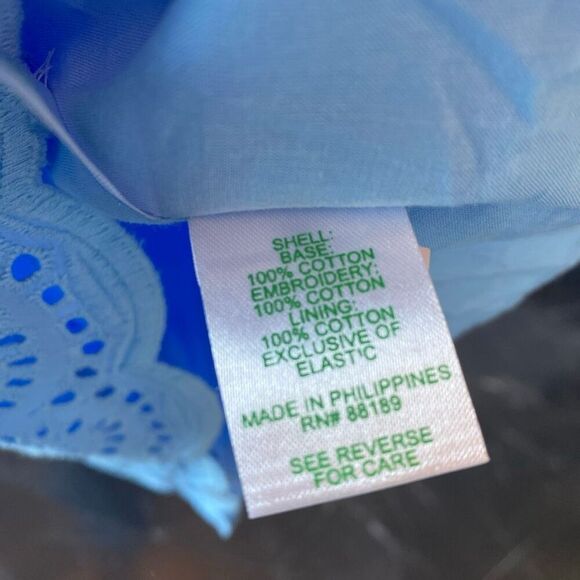 SHELL:
BASE:
100% COTTON
EMBROIDERY:
100% COTTON
LINING:
100% COTTON
EXCLUSIVE OF
ELAST'C
MADE IN PHILIPPINES
RN# 88189
SEE REVERSE
FOR CARE